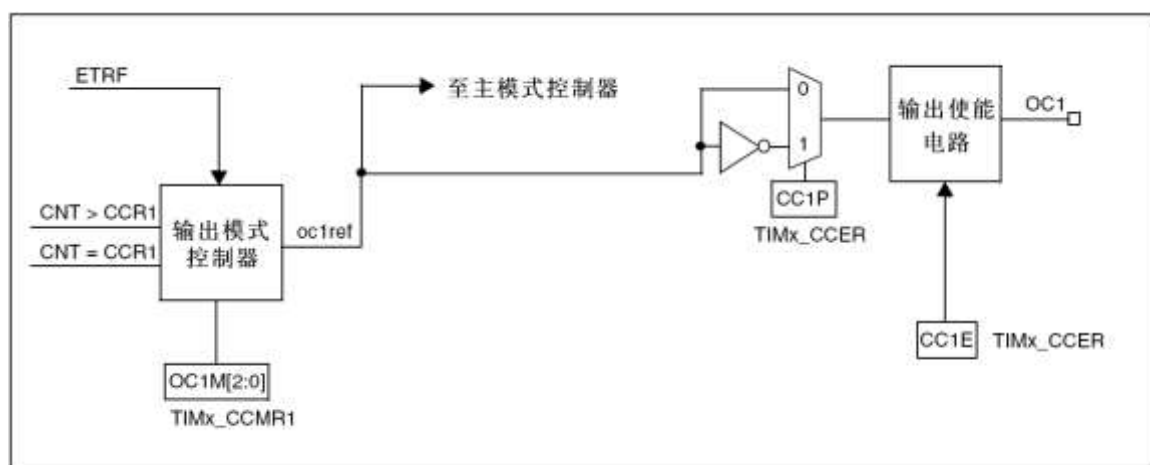 ETRF
至主模式控制器
CNT > CCR1
CNT = CCR1
输出模式
控制器
oc1ref
OC1M[2:0]
TIMx_CCMR1
0
1
CC1P
TIMx_CCER
输出使能
电路
OC1
CC1E
TIMx_CCER